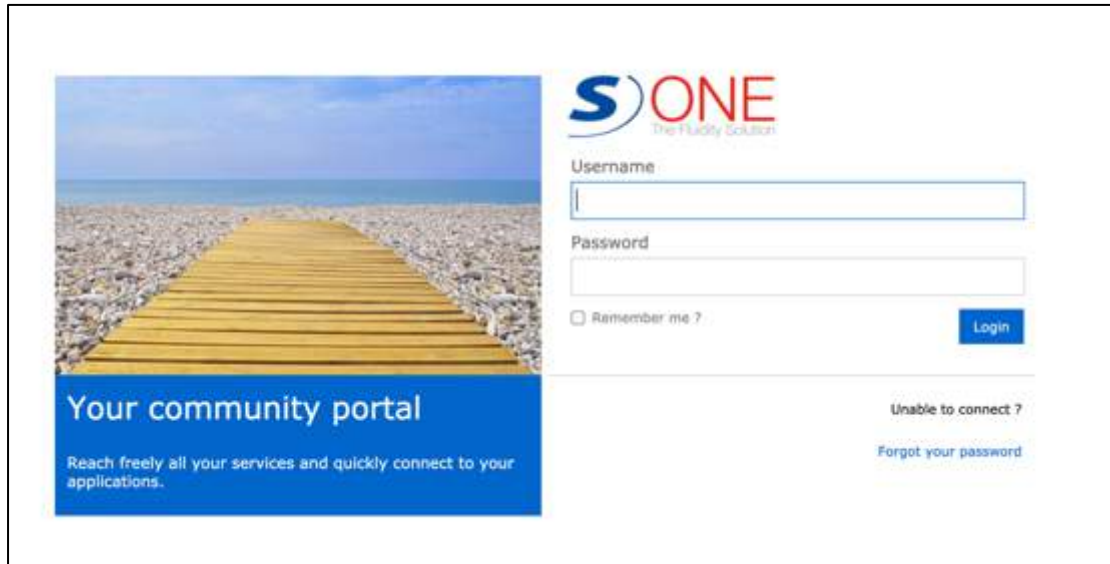 S)ONE
The Fluidity Solution
Username
Password
Remember me ?
Login
Your community portal
Reach freely all your services and quickly connect to your
applications.
Unable to connect ?
Forgot your password